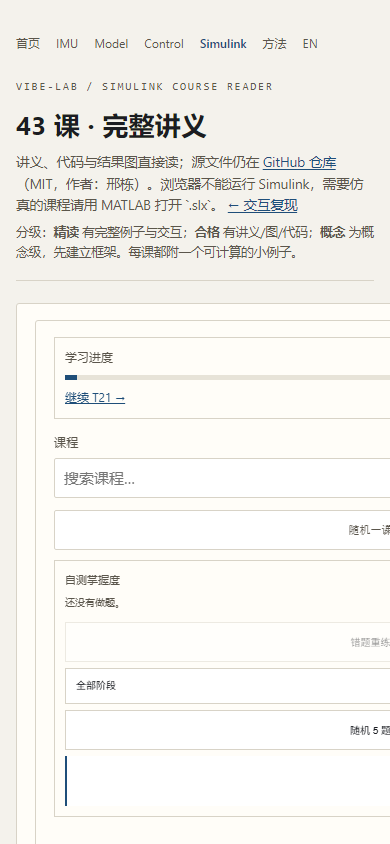 首页 IMU Model Control Simulink 方法 EN
VIBE-LAB / SIMULINK COURSE READER
43 课 · 完整讲义
讲义、代码与结果图直接读；源文件仍在 GitHub 仓库
（MIT，作者：邢栋）。浏览器不能运行 Simulink，需要仿
真的课程请用 MATLAB 打开 `.slx`。 ← 交互复现
分级：精读 有完整例子与交互；合格 有讲义/图/代码；概念 为概
念级，先建立框架。每课都附一个可计算的小例子。
学习进度
继续 T21 →
课程
搜索课程...
随机一课
自测掌握度
还没有做题。
错题重练
全部阶段
随机 5 题